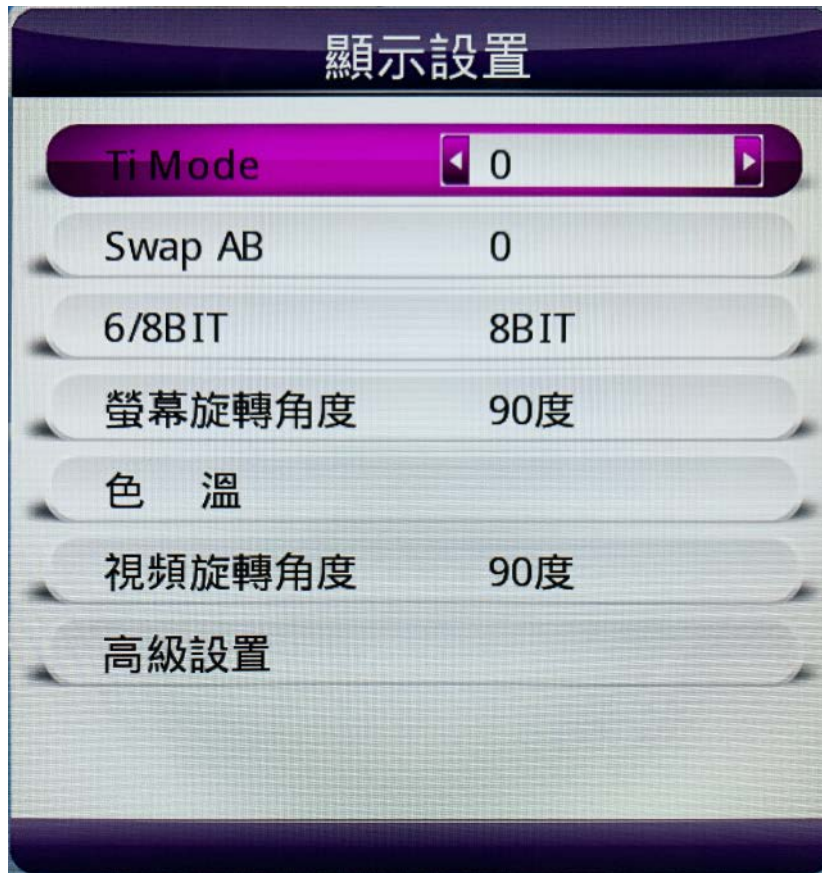 顯示設置
Ti Mode 0
Swap AB 0
6/8BIT 8BIT
螢幕旋轉角度 90度
色 溫
視頻旋轉角度 90度
高級設置